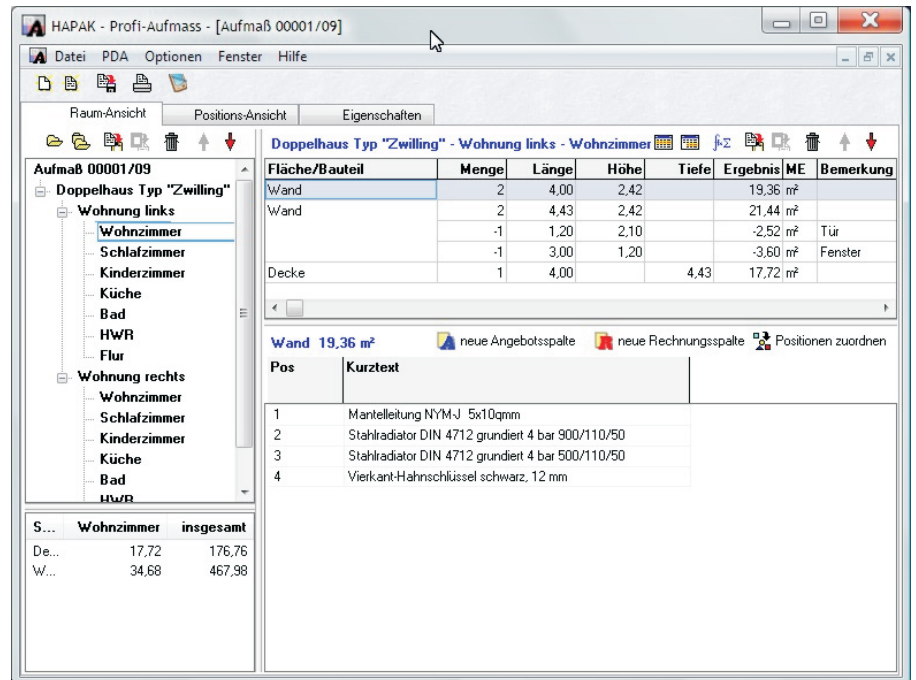 HAPAK - Profi-Aufmass - [Aufmaß 00001/09]
Datei PDA Optionen Fenster Hilfe
Raum-Ansicht Positions-Ansicht Eigenschaften
Doppelhaus Typ "Zwilling" - Wohnung links - Wohnzimmer
Aufmaß 00001/09
Doppelhaus Typ "Zwilling"
Wohnung links
Wohnzimmer
Schlafzimmer
Kinderzimmer
Küche
Bad
HWR
Flur
Wohnung rechts
Wohnzimmer
Schlafzimmer
Kinderzimmer
Küche
Bad
HWR
S... Wohnzimmer insgesamt
De... 17,72 176,76
W... 34,68 467,98
Fläche/Bauteil Menge Länge Höhe Tiefe Ergebnis ME Bemerkung
Wand 2 4,00 2,42 19,36 m²
Wand 2 4,43 2,42 21,44 m²
-1 1,20 2,10 -2,52 m² Tür
-1 3,00 1,20 -3,60 m² Fenster
Decke 1 4,00 4,43 17,72 m²
Wand 19,36 m² neue Angebotsspalte neue Rechnungsspalte Positionen zuordnen
Pos Kurztext
1 Mantelleitung NYM-J 5x10qmm
2 Stahlradiator DIN 4712 grundiert 4 bar 900/110/50
3 Stahlradiator DIN 4712 grundiert 4 bar 500/110/50
4 Vierkant-Hahnschlüssel schwarz, 12 mm